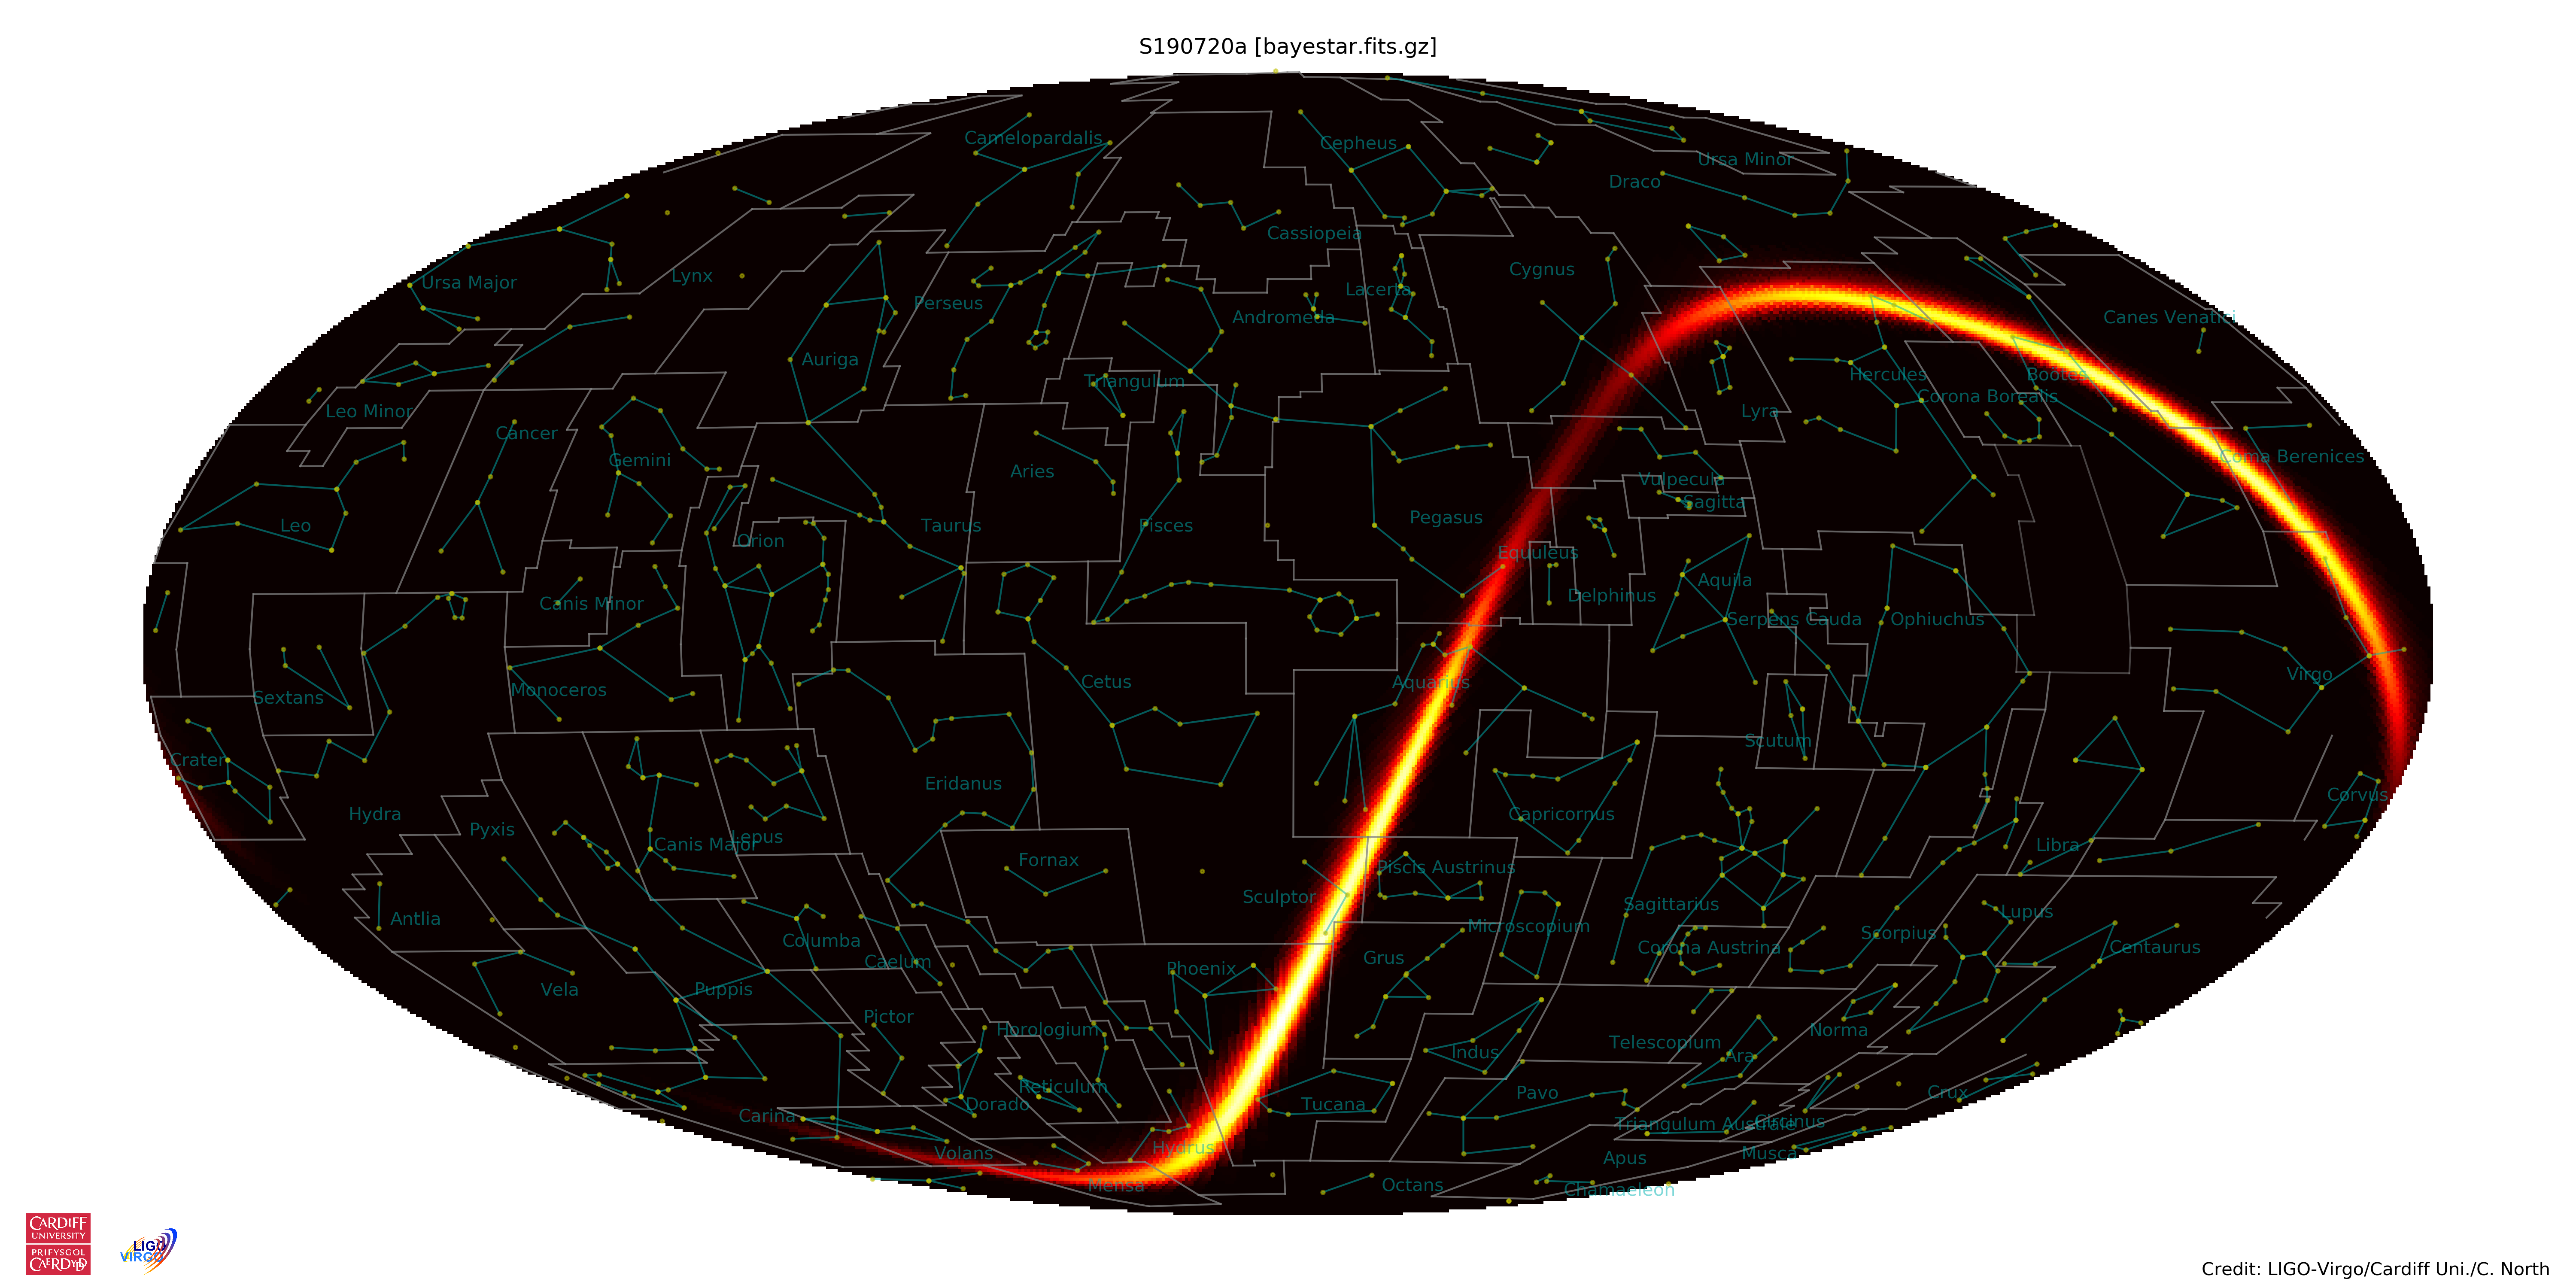 S190720a [bayestar.fits.gz]
Camelopardalis
Cepheus
Ursa Minor
Draco
Cassiopeia
Cygnus
Ursa Major
Lynx
Lacerta
Perseus
Andromeda
Canes Venatici
Auriga
Triangulum
Hercules
Bootes
Corona Borealis
Leo Minor
Lyra
Cancer
Gemini
Coma Berenices
Aries
Vulpecula
Sagitta
Leo
Orion
Taurus
Pisces
Pegasus
Equuleus
Aquila
Canis Minor
Delphinus
Serpens Cauda
Ophiuchus
Sextans
Monoceros
Cetus
Aquarius
Virgo
Crater
Scutum
Eridanus
Corvus
Hydra
Pyxis
Capricornus
Canis Major
Lepus
Libra
Fornax
Piscis Austrinus
Sculptor
Sagittarius
Lupus
Antlia
Microscopium
Columba
Scorpius
Corona Austrina
Centaurus
Caelum
Grus
Phoenix
Vela
Puppis
Pictor
Horologium
Norma
Telescopium
Indus
Ara
Reticulum
Pavo
Crux
Dorado
Tucana
Carina
Triangulum Australe
Circinus
Hydrus
Volans
Apus
Musca
Mensa
Octans
Chamaeleon
CARDIFF
UNIVERSITY
PRIFYSGOL
CAERDYDD
LIGO
VIRGO
Credit: LIGO-Virgo/Cardiff Uni./C. North